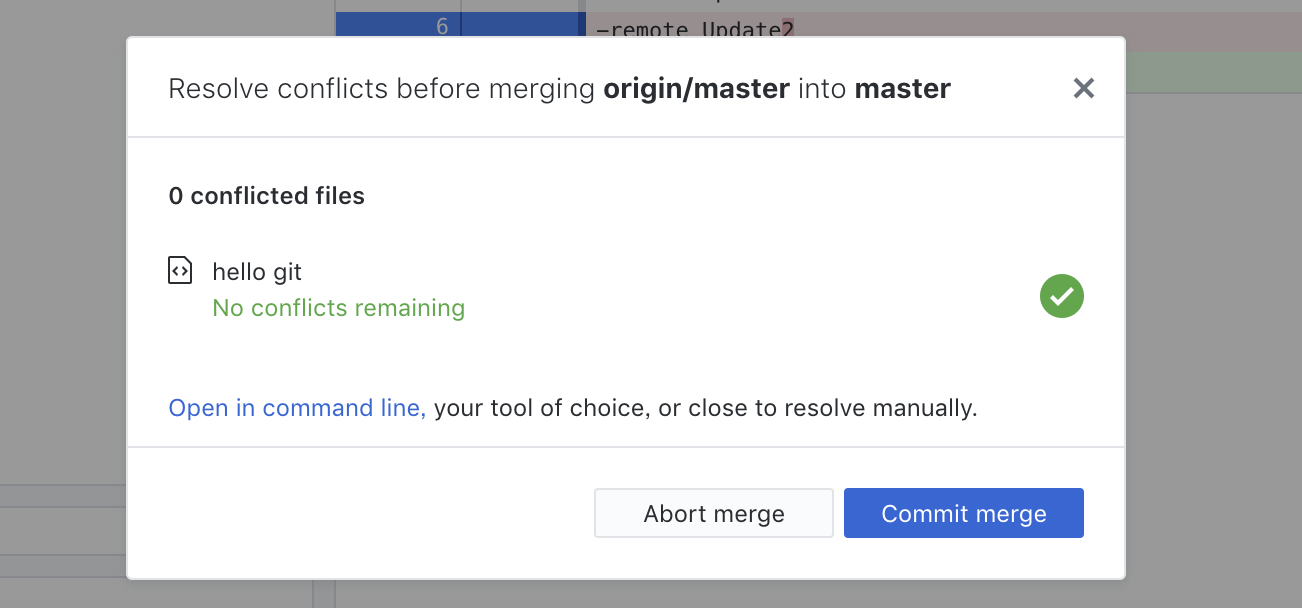 6
-remote Update2
Resolve conflicts before merging origin/master into master
0 conflicted files
hello git
No conflicts remaining
Open in command line, your tool of choice, or close to resolve manually.
Abort merge
Commit merge